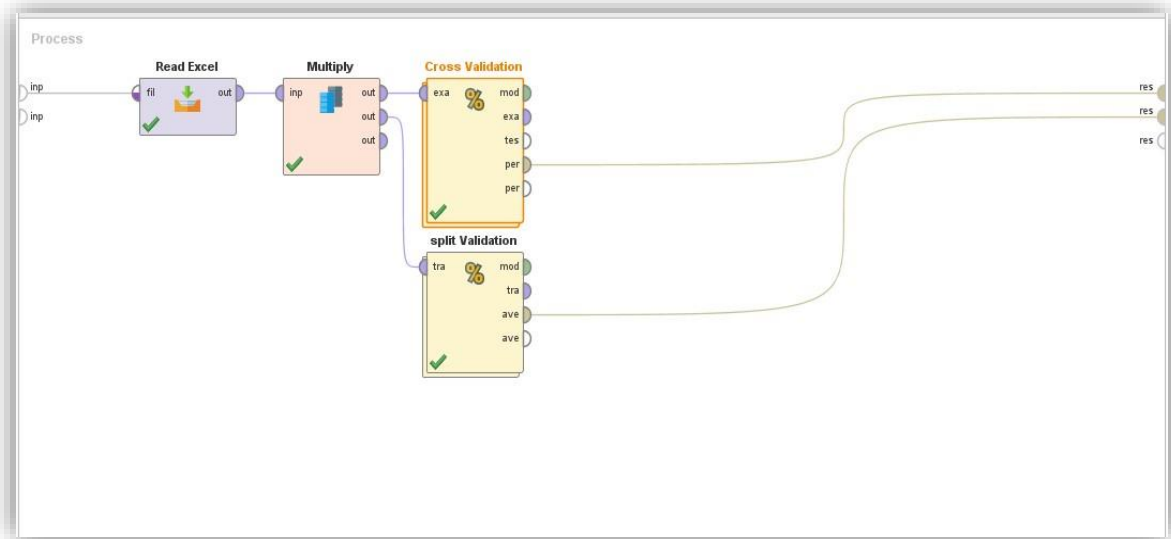 Process
inp
inp
Read Excel
fil
out
Multiply
inp
out
out
out
Cross Validation
exa
%
mod
exa
tes
per
per
split Validation
tra
%
mod
tra
ave
ave
res
res
res